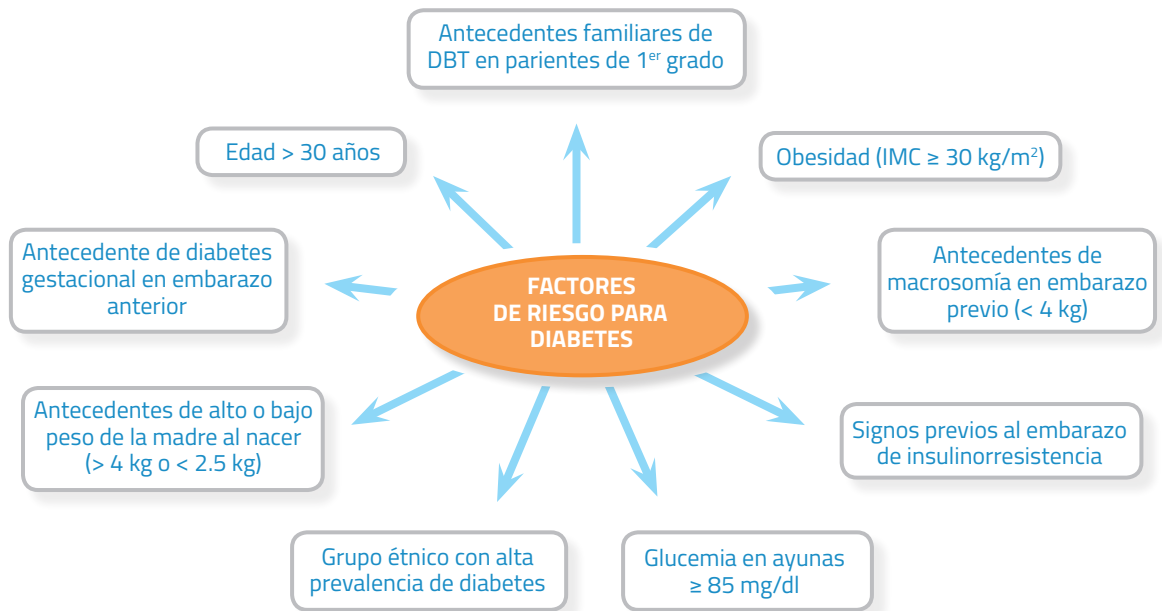 Antecedentes familiares de
DBT en parientes de 1er grado
Edad > 30 años
Obesidad (IMC ≥ 30 kg/m²)
Antecedente de diabetes
gestacional en embarazo
anterior
FACTORES
DE RIESGO PARA
DIABETES
Antecedentes de
macrosomía en embarazo
previo (< 4 kg)
Antecedentes de alto o bajo
peso de la madre al nacer
(> 4 kg o < 2.5 kg)
Signos previos al embarazo
de insulinorresistencia
Grupo étnico con alta
prevalencia de diabetes
Glucemia en ayunas
≥ 85 mg/dl